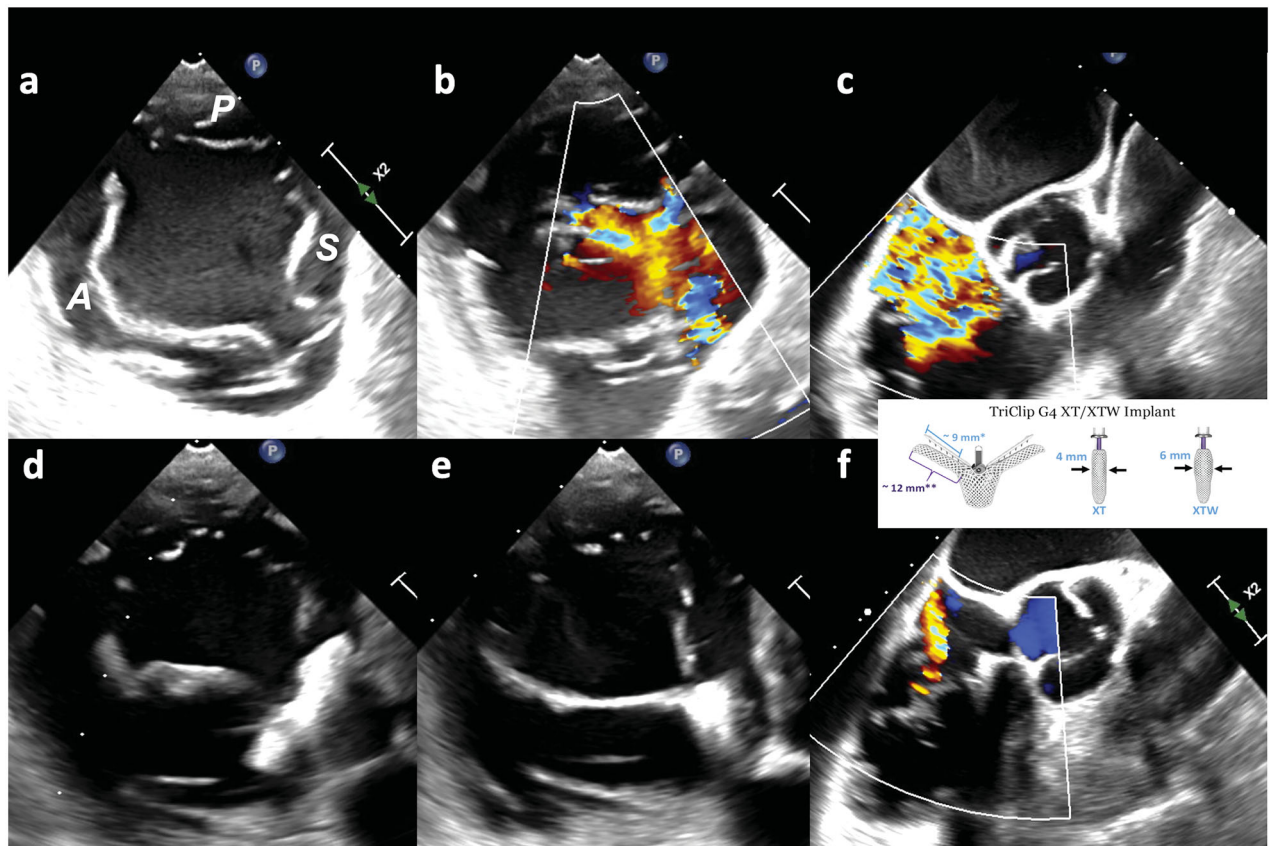 a
P
b
P
c
P
P
X2
S
A
TriClip G4 XT/XTW Implant
~ 9 mm*
4 mm
6 mm
~ 12 mm**
XT
XTW
d
P
e
P
f
X2